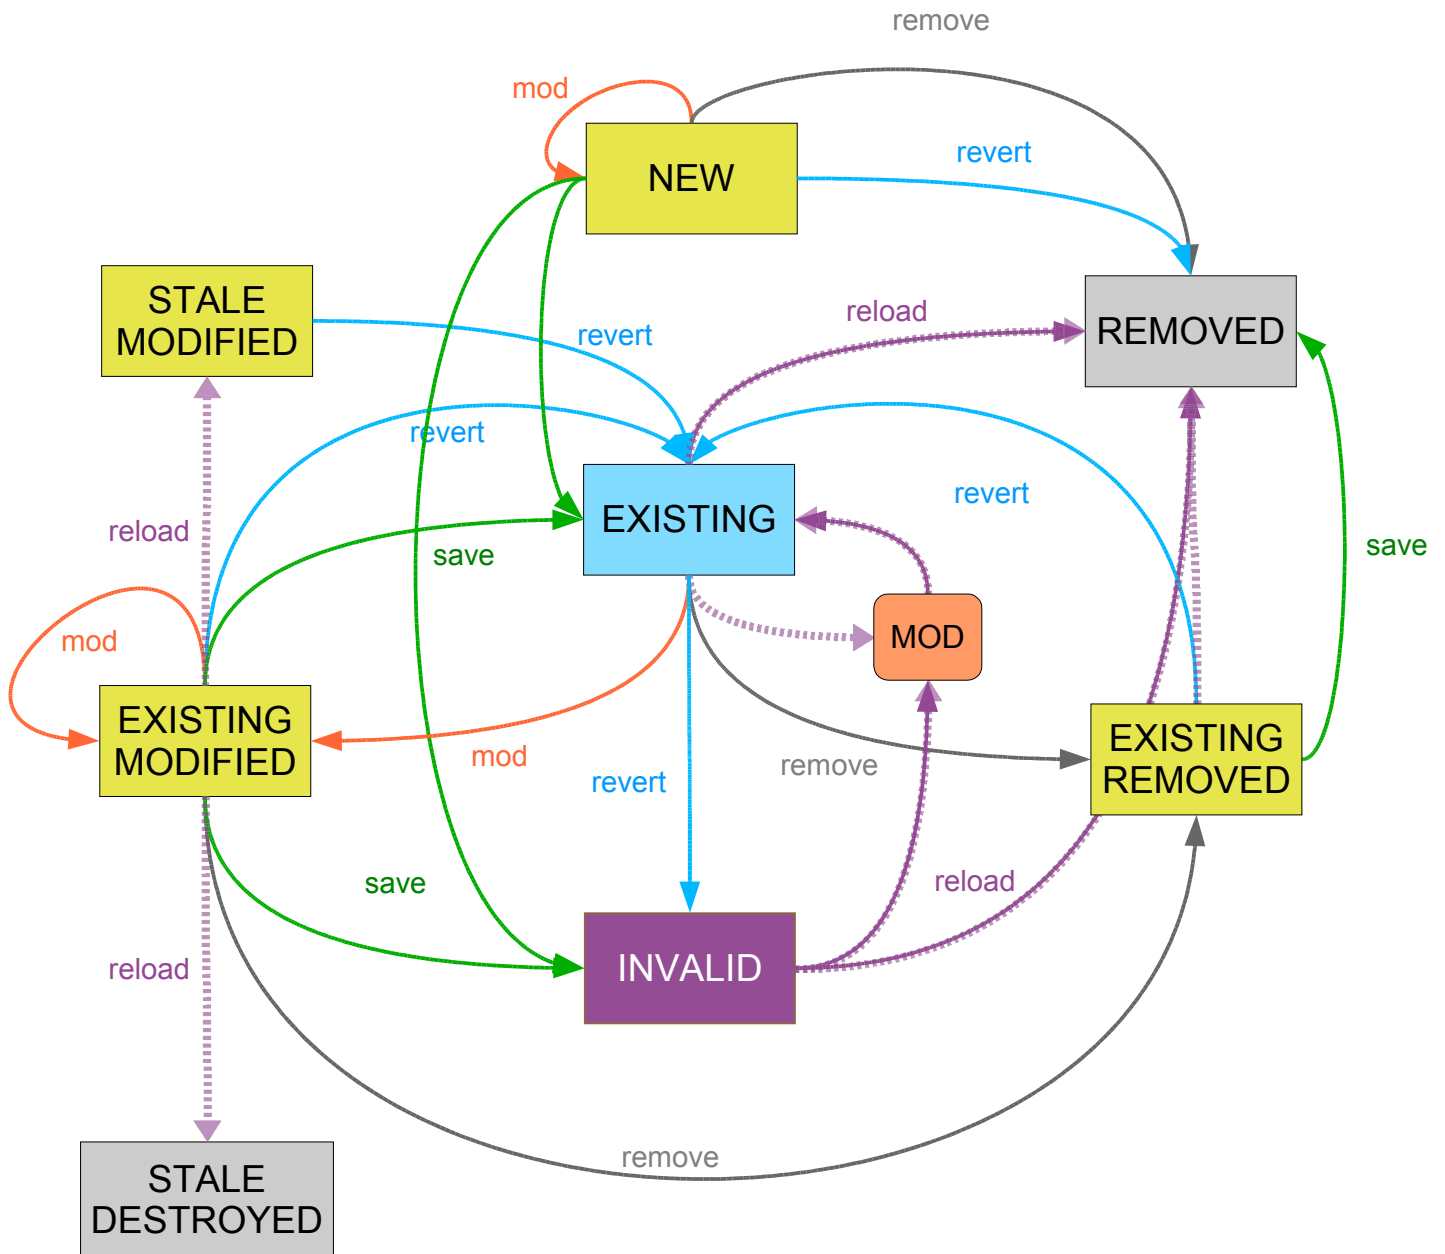 remove
mod
revert
NEW
STALE
MODIFIED
reload
revert
REMOVED
revert
revert
EXISTING
reload
save
save
mod
MOD
EXISTING
MODIFIED
mod
remove
EXISTING
REMOVED
revert
save
reload
INVALID
reload
remove
STALE
DESTROYED